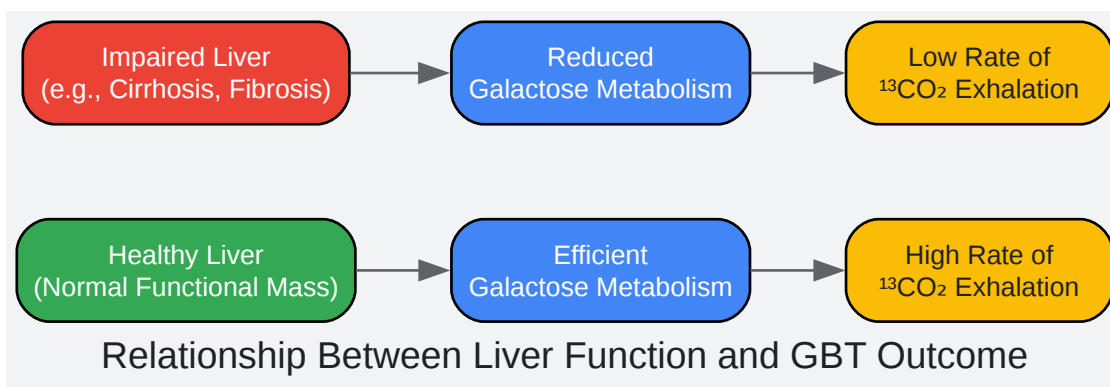 Impaired Liver
(e.g., Cirrhosis, Fibrosis)
Reduced
Galactose Metabolism
Low Rate of
¹³CO₂ Exhalation
Healthy Liver
(Normal Functional Mass)
Efficient
Galactose Metabolism
High Rate of
¹³CO₂ Exhalation
Relationship Between Liver Function and GBT Outcome